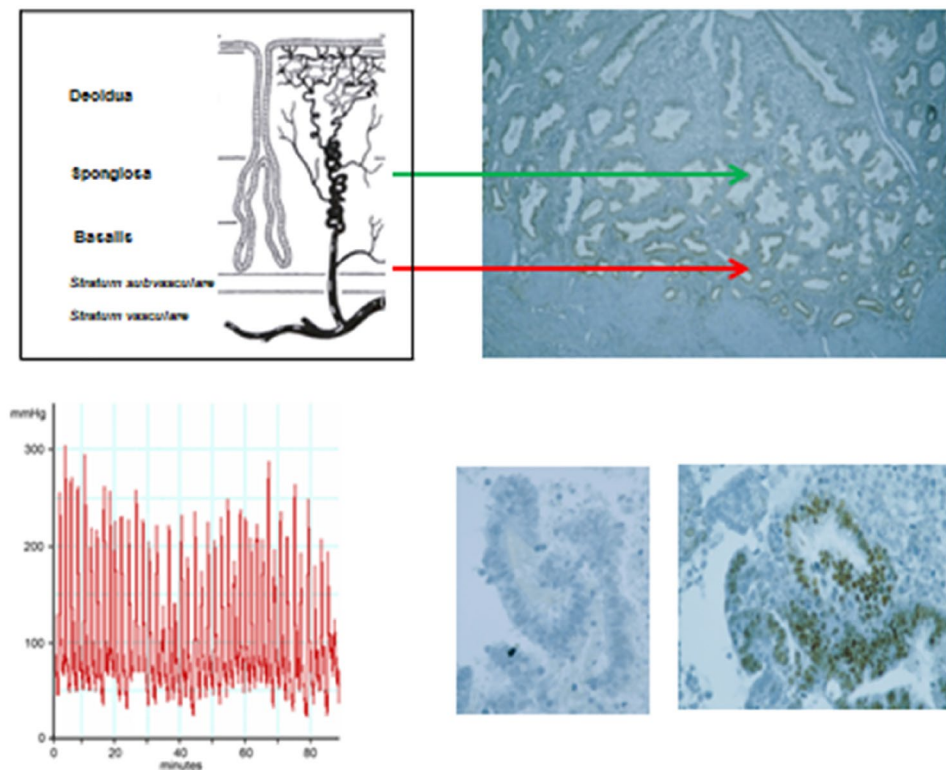 Decidua
Spongiosa
Basalis
Stratum subvasculare
Stratum vasculare
mmHg
300
200
100
0
0 20 40 60 80
minutes